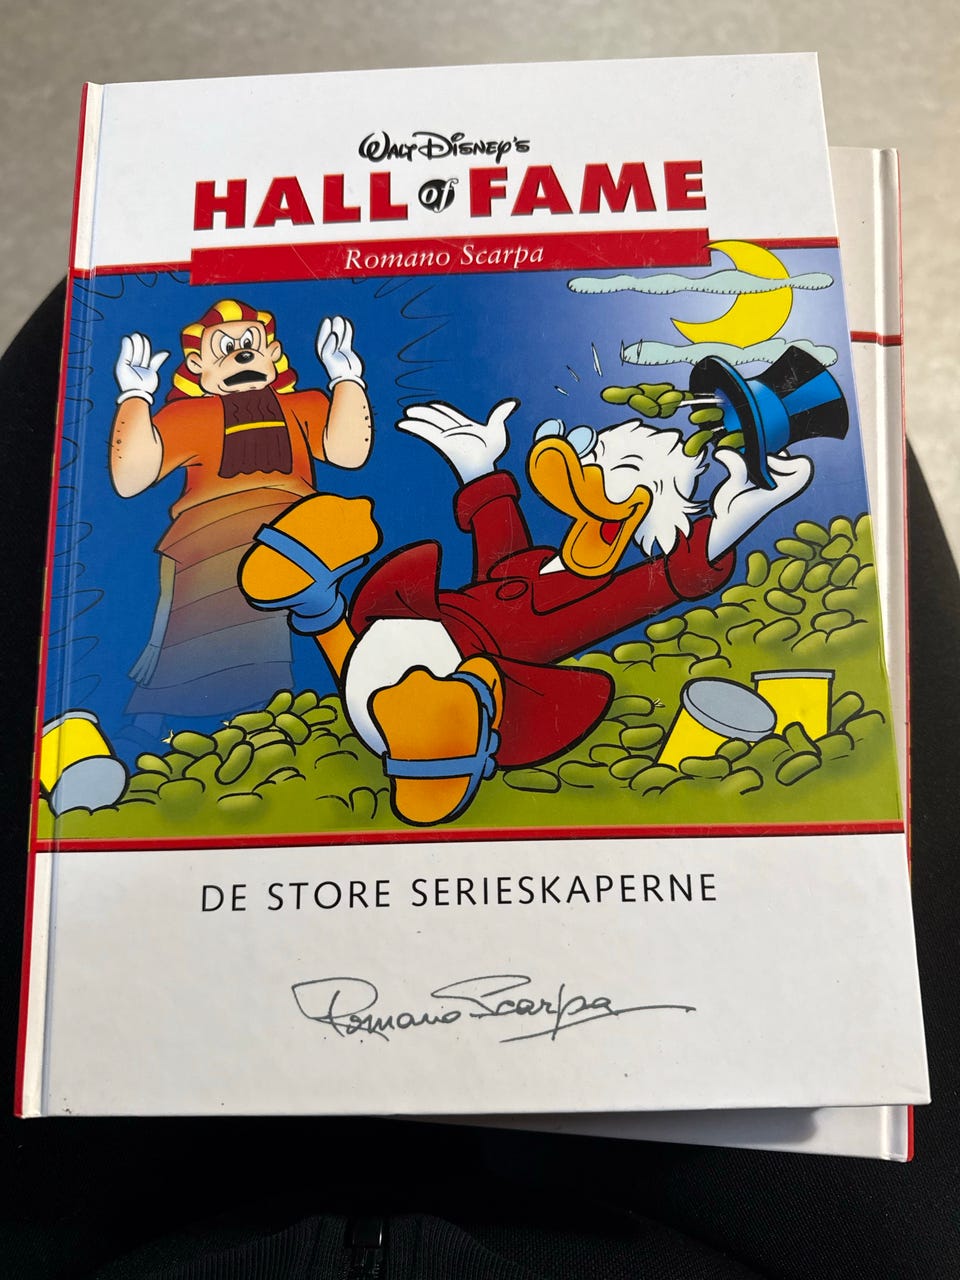 WALT DISNEY'S
HALL of FAME
Romano Scarpa
DE STORE SERIESKAPERNE
Romano Scarpa